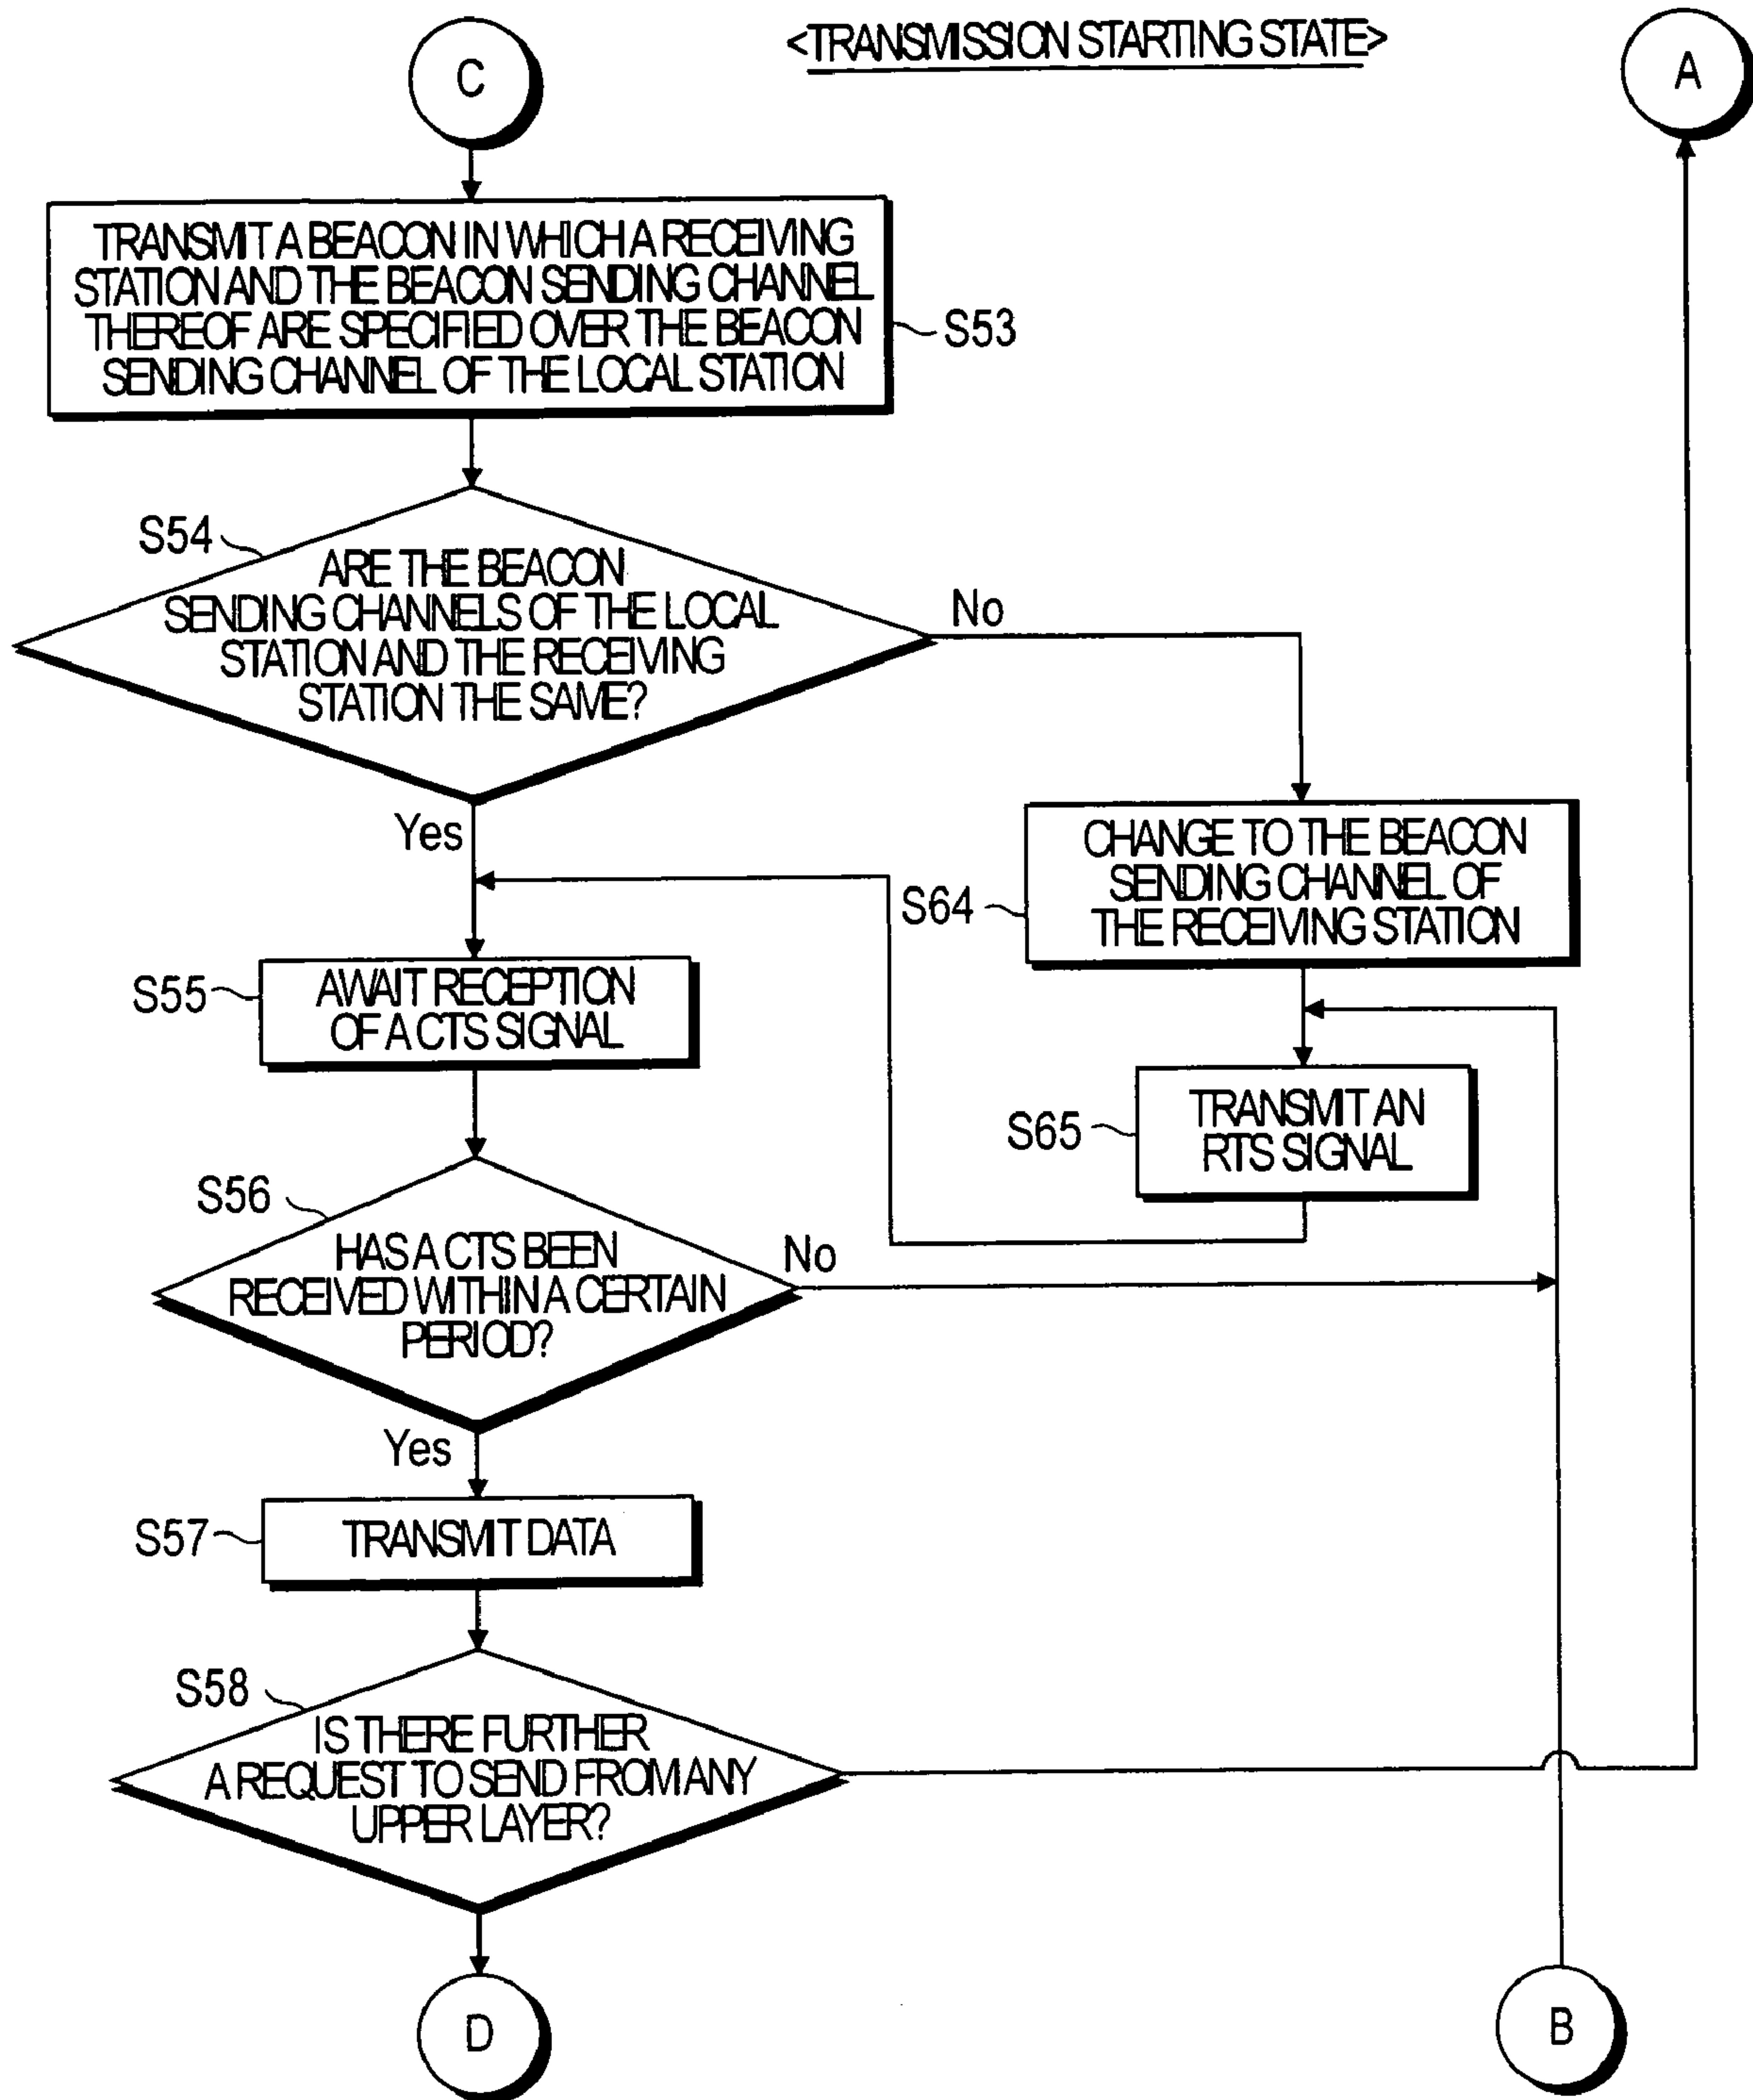 C
<TRANSMISSION STARTING STATE>
A
TRANSMIT A BEACON IN WHICH A RECEIVING
STATION AND THE BEACON SENDING CHANNEL
THEREOF ARE SPECIFIED OVER THE BEACON
SENDING CHANNEL OF THE LOCAL STATION
S53
S54
ARE THE BEACON
SENDING CHANNELS OF THE LOCAL
STATION AND THE RECEIVING
STATION THE SAME?
No
Yes
CHANGE TO THE BEACON
SENDING CHANNEL OF
THE RECEIVING STATION
S64
S55
AWAIT RECEPTION
OF A CTS SIGNAL
S65
TRANSMIT AN
RTS SIGNAL
S56
HAS A CTS BEEN
RECEIVED WITHIN A CERTAIN
PERIOD?
No
Yes
S57
TRANSMIT DATA
S58
IS THERE FURTHER
A REQUEST TO SEND FROM ANY
UPPER LAYER?
D
B